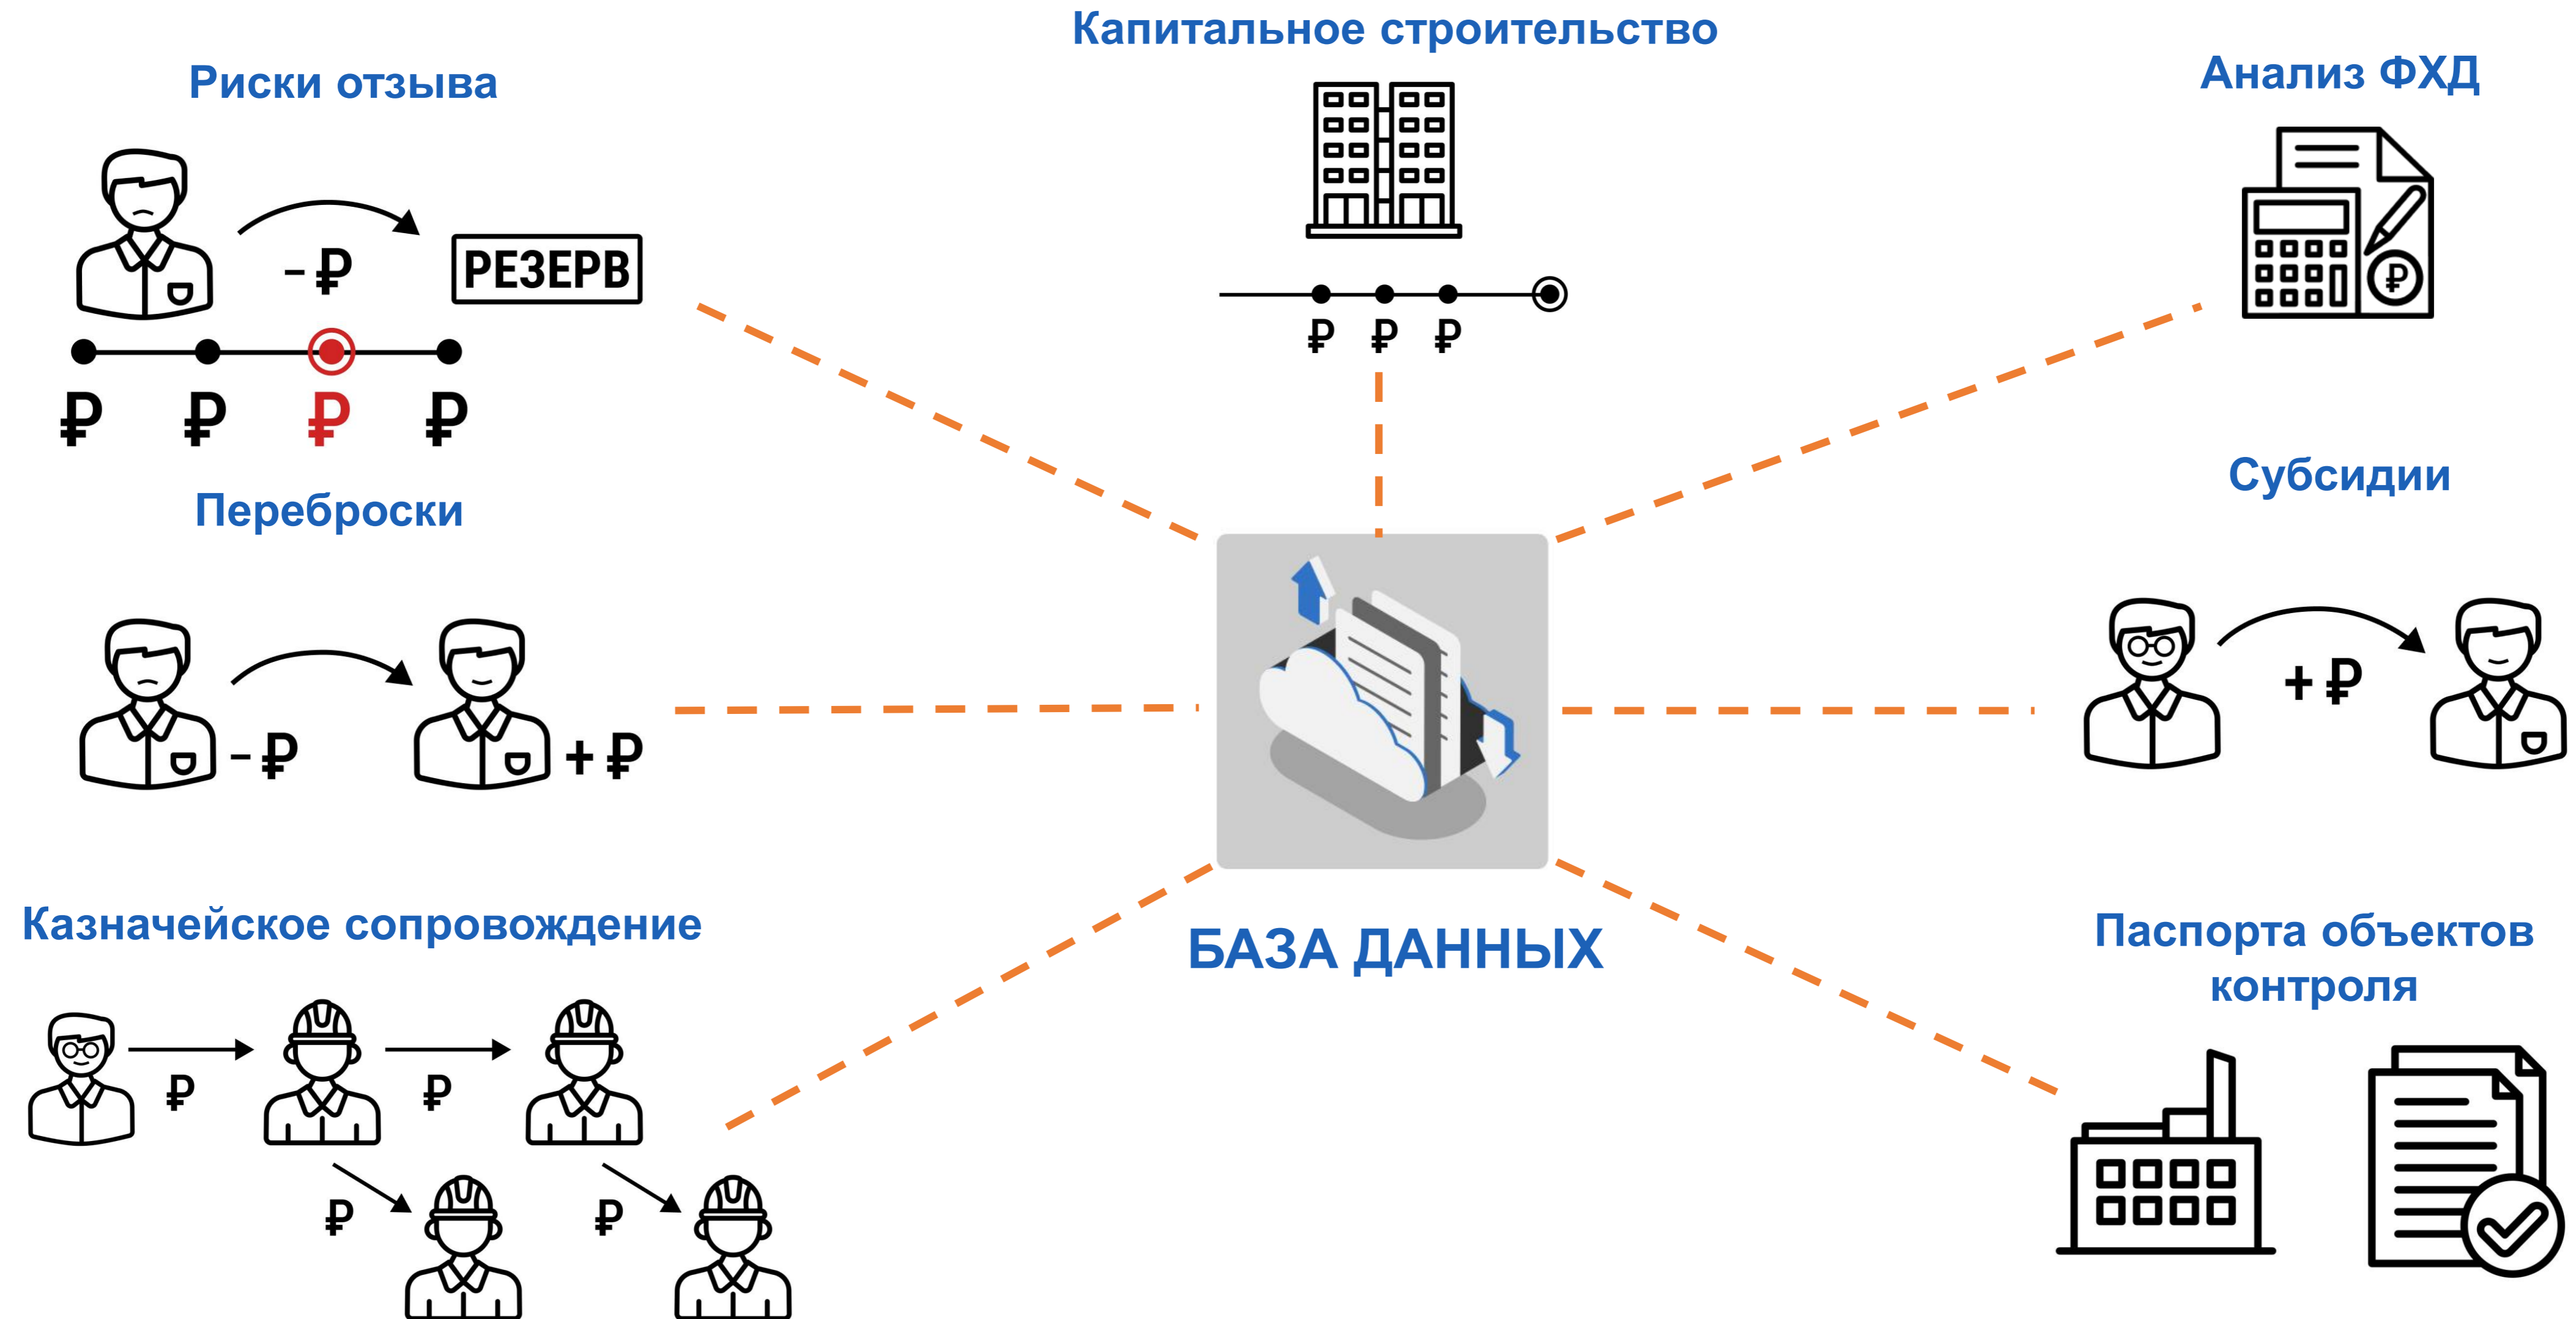 Капитальное строительство
₽ ₽ ₽
Риски отзыва
–₽
РЕЗЕРВ
₽ ₽ ₽ ₽
Анализ ФХД
₽
Переброски
–₽
+₽
Субсидии
+₽
Казначейское сопровождение
₽ ₽
₽ ₽
БАЗА ДАННЫХ
Паспорта объектов
контроля